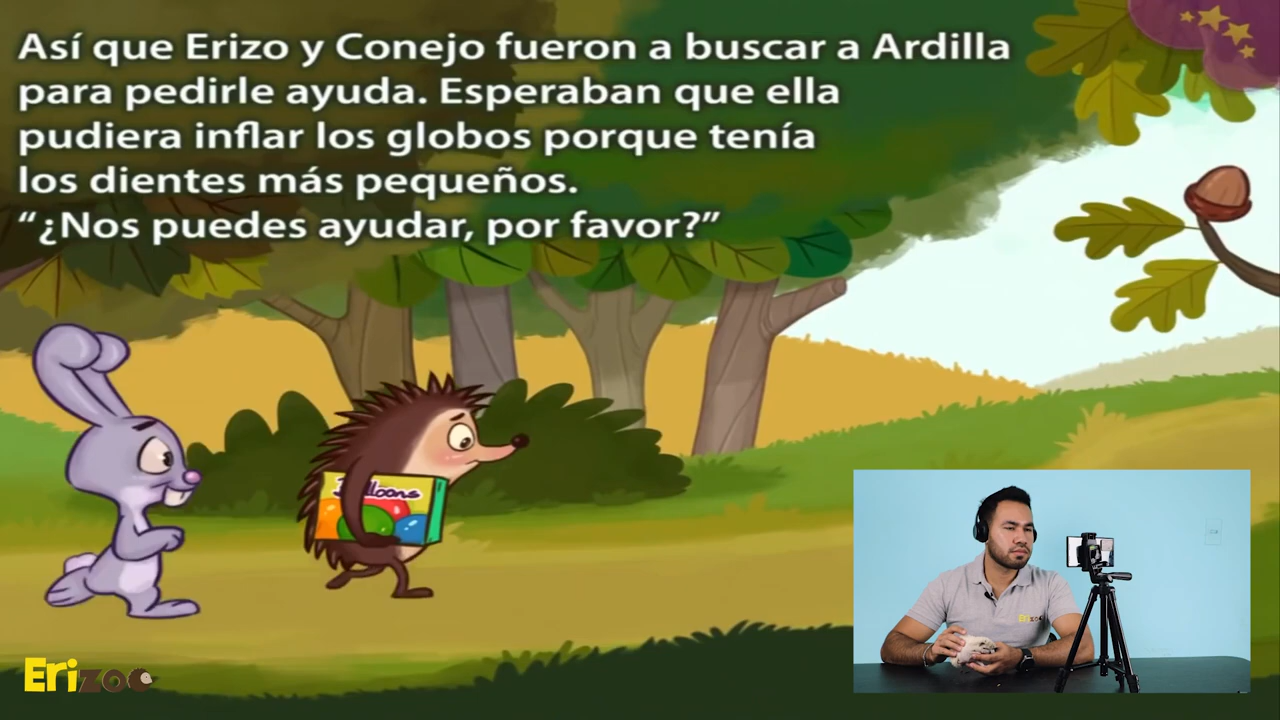 Así que Erizo y Conejo fueron a buscar a Ardilla
para pedirle ayuda. Esperaban que ella
pudiera inflar los globos porque tenía
los dientes más pequeños.
“¿Nos puedes ayudar, por favor?”
Balloons
Erizoo
Erizoo